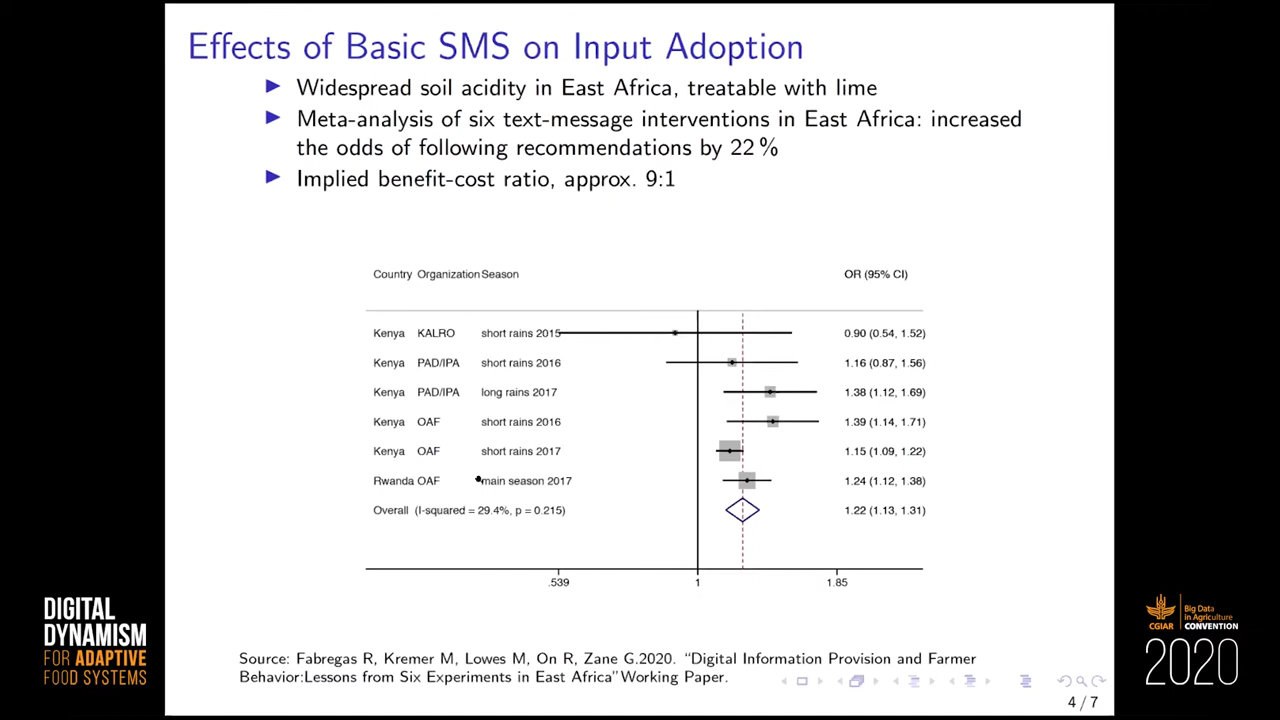 Effects of Basic SMS on Input Adoption
Widespread soil acidity in East Africa, treatable with lime
Meta-analysis of six text-message interventions in East Africa: increased
the odds of following recommendations by 22 %
Implied benefit-cost ratio, approx. 9:1
Country Organization Season OR (95% CI)
Kenya KALRO short rains 2015 0.90 (0.54, 1.52)
Kenya PAD/IPA short rains 2016 1.16 (0.87, 1.56)
Kenya PAD/IPA long rains 2017 1.38 (1.12, 1.69)
Kenya OAF short rains 2016 1.39 (1.14, 1.71)
Kenya OAF short rains 2017 1.15 (1.09, 1.22)
Rwanda OAF main season 2017 1.24 (1.12, 1.38)
Overall (I-squared = 29.4%, p = 0.215) 1.22 (1.13, 1.31)
.539 1 1.85
Source: Fabregas R, Kremer M, Lowes M, On R, Zane G.2020. “Digital Information Provision and Farmer
Behavior:Lessons from Six Experiments in East Africa”Working Paper.
4 / 7
DIGITAL
DYNAMISM
FOR ADAPTIVE
FOOD SYSTEMS
CGIAR
Big Data
in Agriculture
CONVENTION
2020